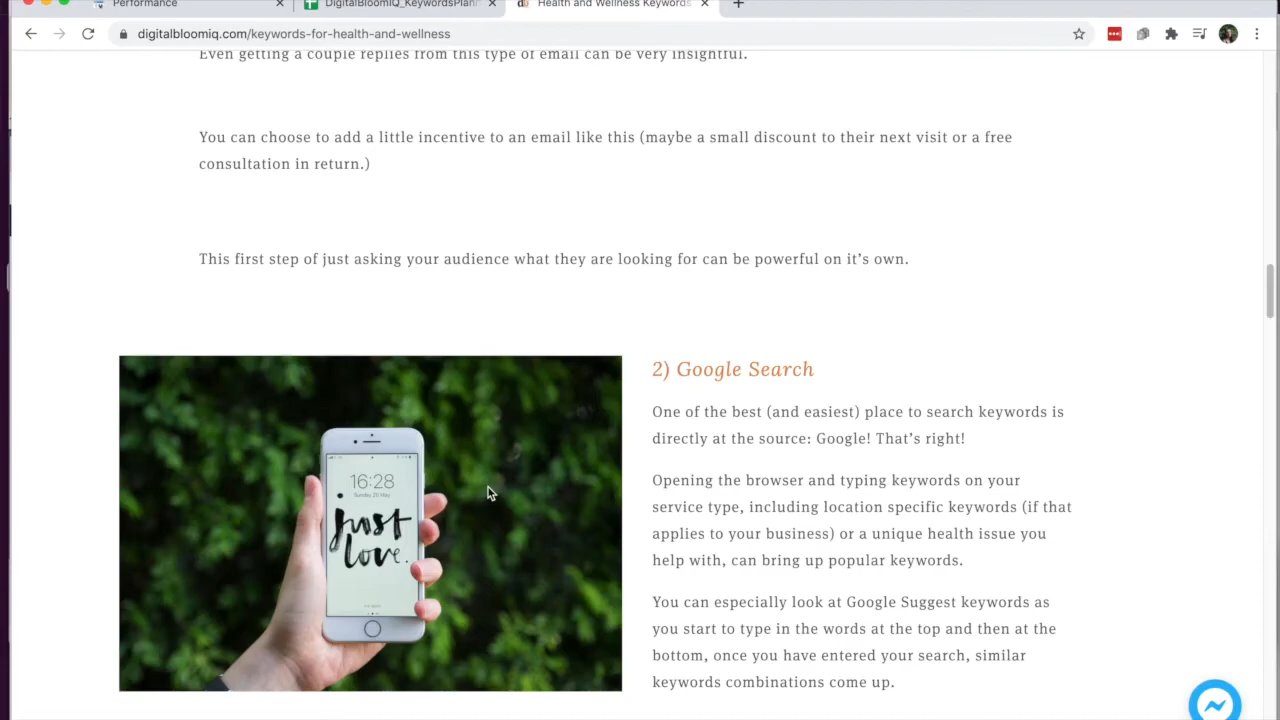 Performance
DigitalBloomIQ_KeywordsPlann
Health and Wellness Keywords
digitalbloomiq.com/keywords-for-health-and-wellness
Even getting a couple replies from this type of email can be very insightful.
You can choose to add a little incentive to an email like this (maybe a small discount to their next visit or a free
consultation in return.)
This first step of just asking your audience what they are looking for can be powerful on it’s own.
16:28
Sunday 20 May
Just
love.
2) Google Search
One of the best (and easiest) place to search keywords is
directly at the source: Google! That’s right!
Opening the browser and typing keywords on your
service type, including location specific keywords (if that
applies to your business) or a unique health issue you
help with, can bring up popular keywords.
You can especially look at Google Suggest keywords as
you start to type in the words at the top and then at the
bottom, once you have entered your search, similar
keywords combinations come up.